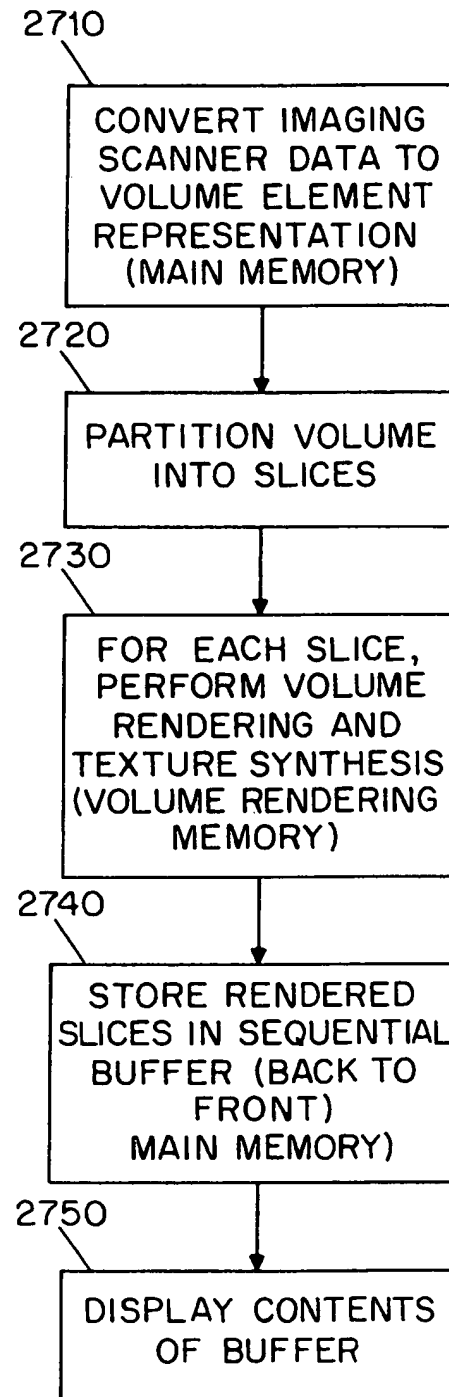 2710
CONVERT IMAGING
SCANNER DATA TO
VOLUME ELEMENT
REPRESENTATION
(MAIN MEMORY)
2720
PARTITION VOLUME
INTO SLICES
2730
FOR EACH SLICE,
PERFORM VOLUME
RENDERING AND
TEXTURE SYNTHESIS
(VOLUME RENDERING
MEMORY)
2740
STORE RENDERED
SLICES IN SEQUENTIAL
BUFFER (BACK TO
FRONT)
MAIN MEMORY)
2750
DISPLAY CONTENTS
OF BUFFER